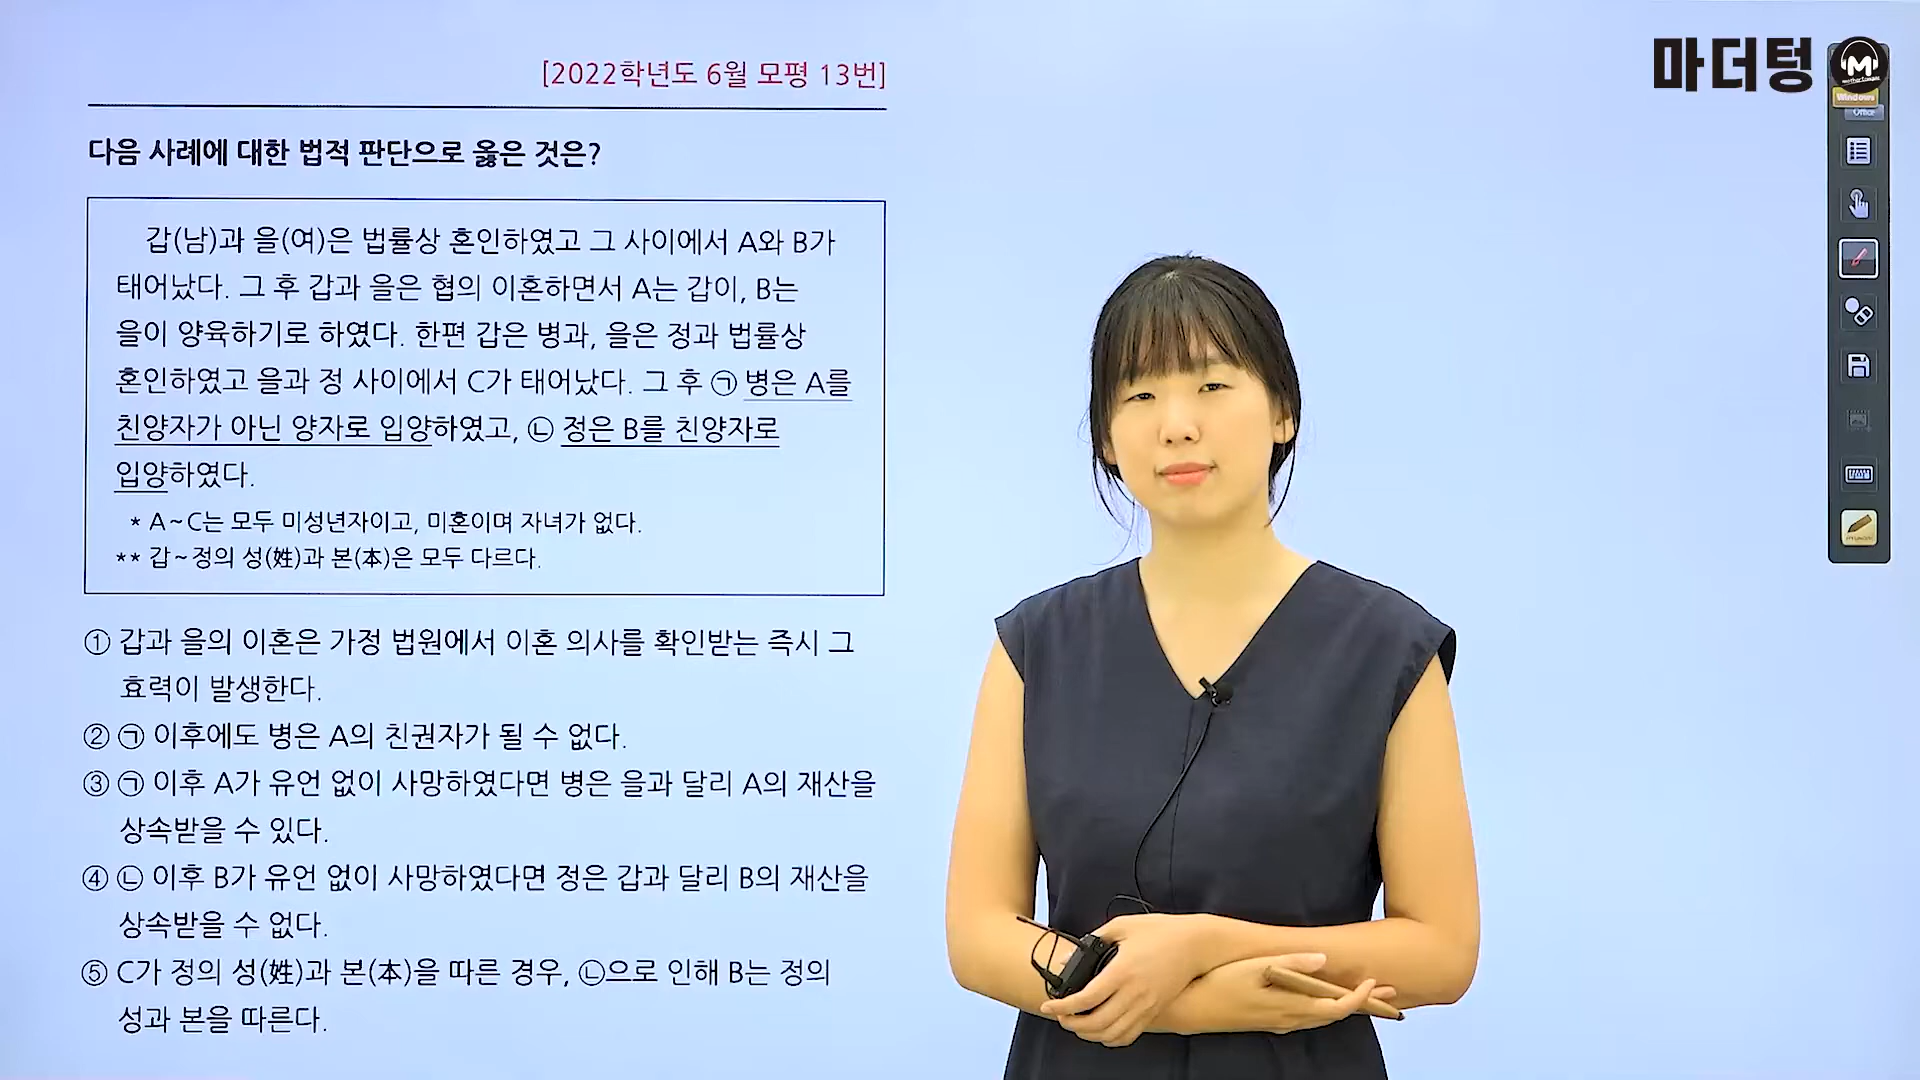 [2022학년도 6월 모평 13번]
마더텅
다음 사례에 대한 법적 판단으로 옳은 것은?
갑(남)과 을(여)은 법률상 혼인하였고 그 사이에서 A와 B가
태어났다. 그 후 갑과 을은 협의 이혼하면서 A는 갑이, B는
을이 양육하기로 하였다. 한편 갑은 병과, 을은 정과 법률상
혼인하였고 을과 정 사이에서 C가 태어났다. 그 후 ㉠ 병은 A를
친양자가 아닌 양자로 입양하였고, ㉡ 정은 B를 친양자로
입양하였다.
* A~C는 모두 미성년자이고, 미혼이며 자녀가 없다.
** 갑~정의 성(姓)과 본(本)은 모두 다르다.
① 갑과 을의 이혼은 가정 법원에서 이혼 의사를 확인받는 즉시 그
효력이 발생한다.
② ㉠ 이후에도 병은 A의 친권자가 될 수 없다.
③ ㉠ 이후 A가 유언 없이 사망하였다면 병은 을과 달리 A의 재산을
상속받을 수 있다.
④ ㉡ 이후 B가 유언 없이 사망하였다면 정은 갑과 달리 B의 재산을
상속받을 수 없다.
⑤ C가 정의 성(姓)과 본(本)을 따른 경우, ㉡으로 인해 B는 정의
성과 본을 따른다.
M
Windows
Office